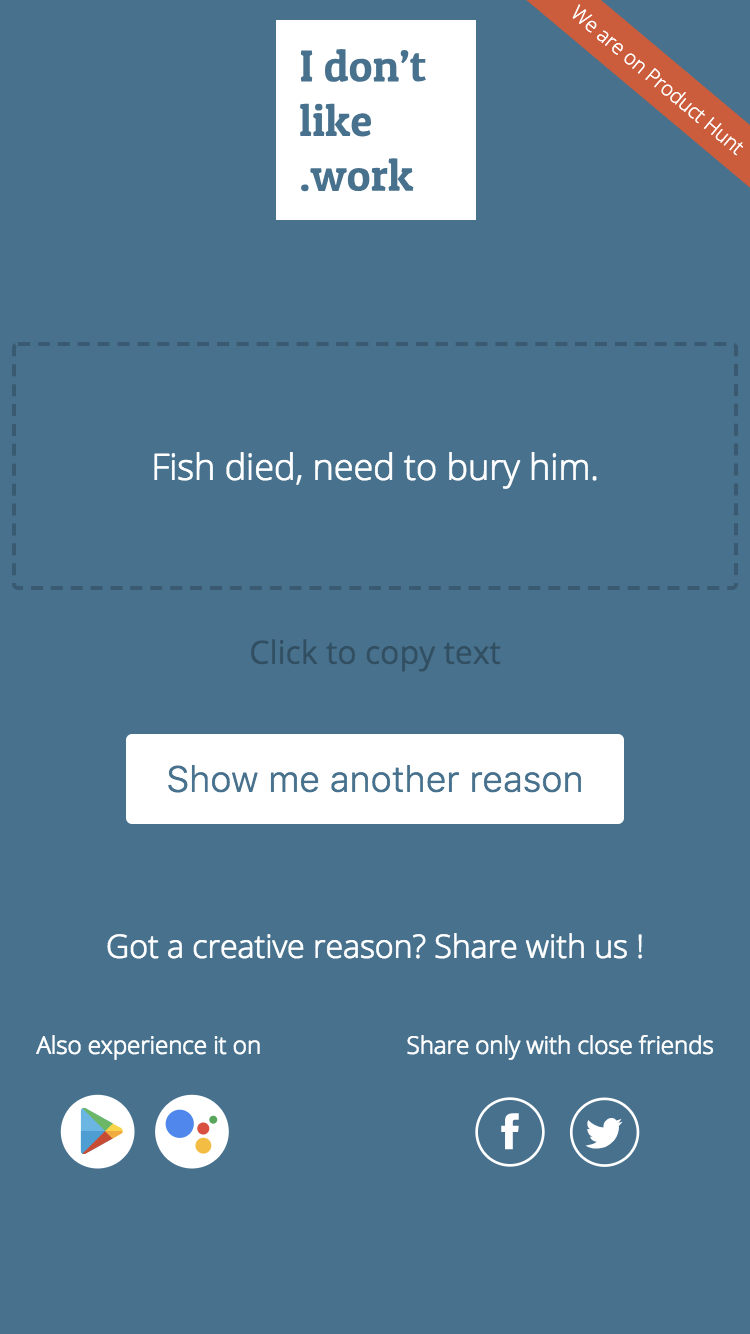 I don’t
like
.work
We are on Product Hunt
Fish died, need to bury him.
Click to copy text
Show me another reason
Got a creative reason? Share with us !
Also experience it on
Share only with close friends